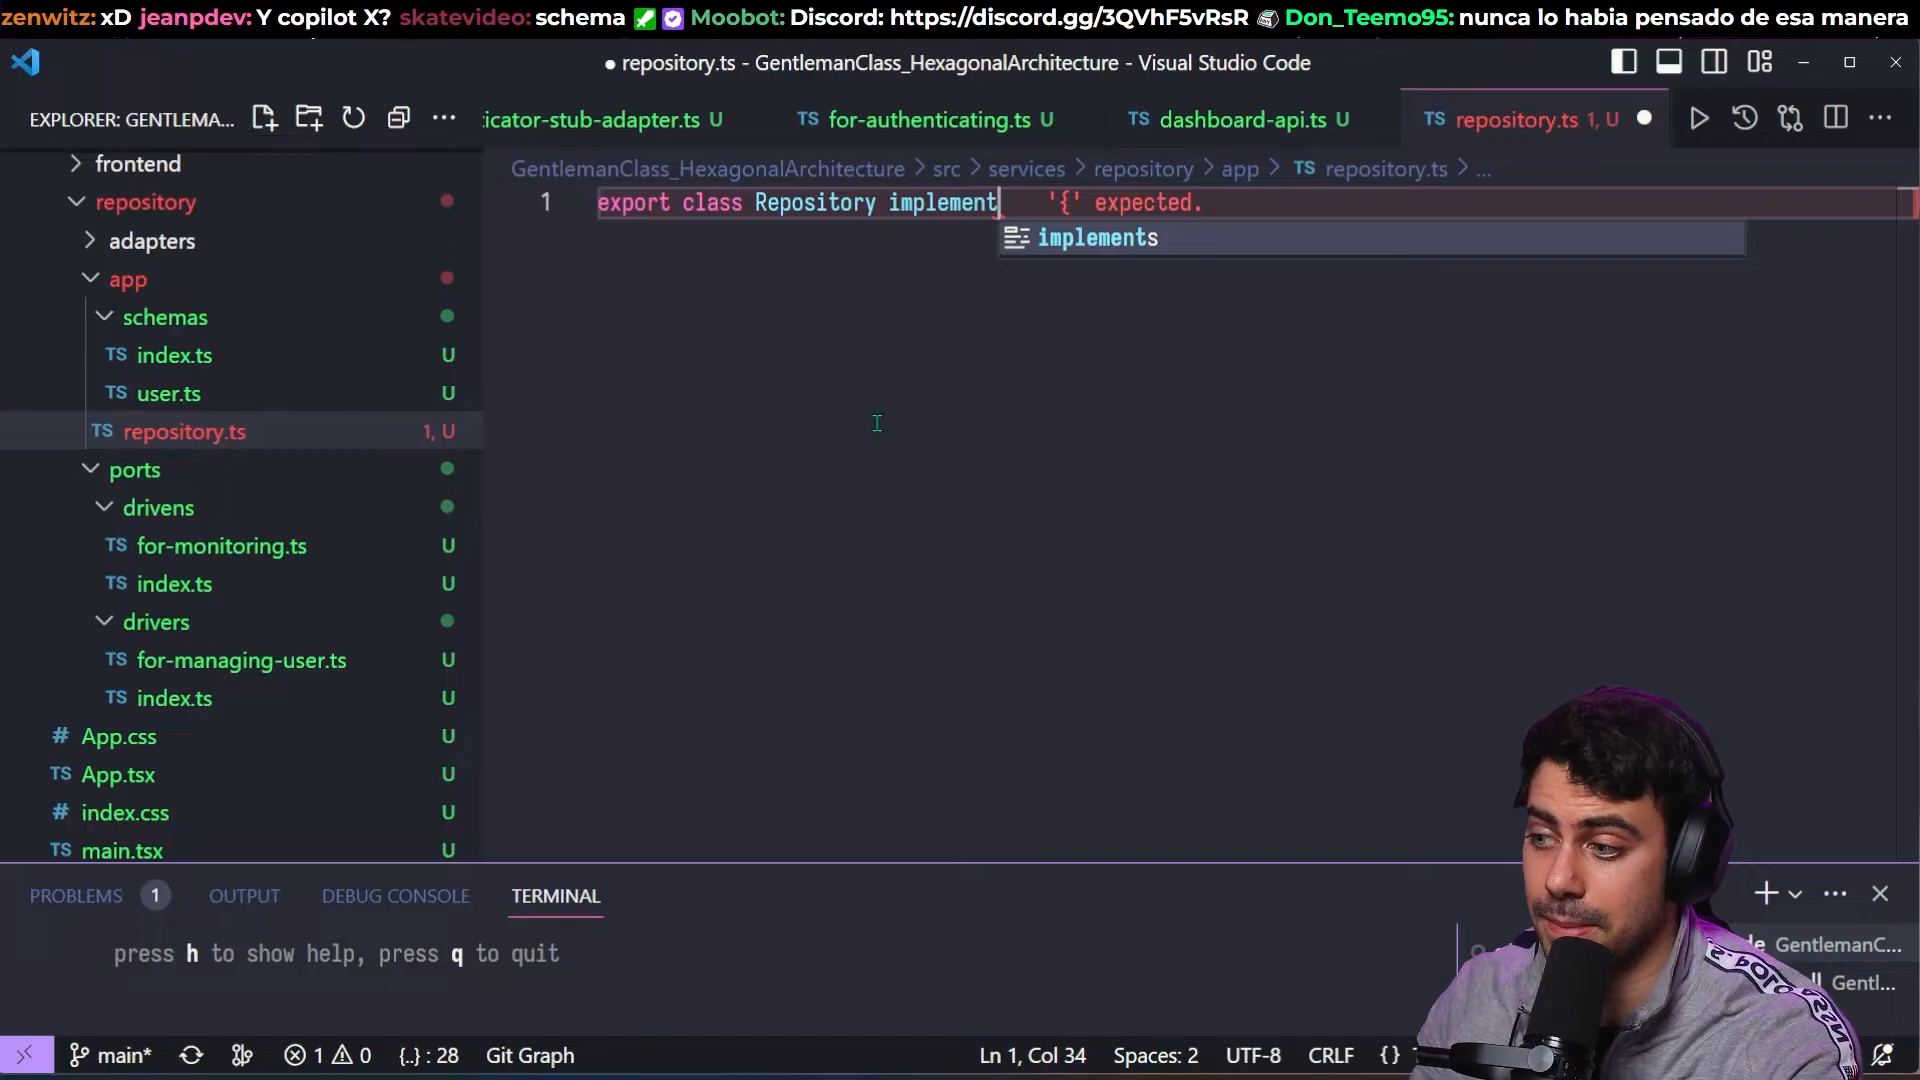 zenwitz: xD jeanpdev: Y copilot X? skatevideo: schema Moobot: Discord: https://discord.gg/3QVhF5vRsR Don_Teemo95: nunca lo habia pensado de esa manera
● repository.ts - GentlemanClass_HexagonalArchitecture - Visual Studio Code
EXPLORER: GENTLEMA...
icator-stub-adapter.ts U
TS for-authenticating.ts U
TS dashboard-api.ts U
TS repository.ts 1, U
GentlemanClass_HexagonalArchitecture > src > services > repository > app > TS repository.ts > ...
1 export class Repository implement '{' expected.
implements
frontend
repository
adapters
app
schemas
TS index.ts U
TS user.ts U
TS repository.ts 1, U
ports
drivens
TS for-monitoring.ts U
TS index.ts U
drivers
TS for-managing-user.ts U
TS index.ts U
# App.css U
TS App.tsx U
# index.css U
TS main.tsx U
PROBLEMS 1 OUTPUT DEBUG CONSOLE TERMINAL
press h to show help, press q to quit
GentlemanC...
Gentl...
main* 1 0 {..} : 28 Git Graph
Ln 1, Col 34 Spaces: 2 UTF-8 CRLF {}
POLO